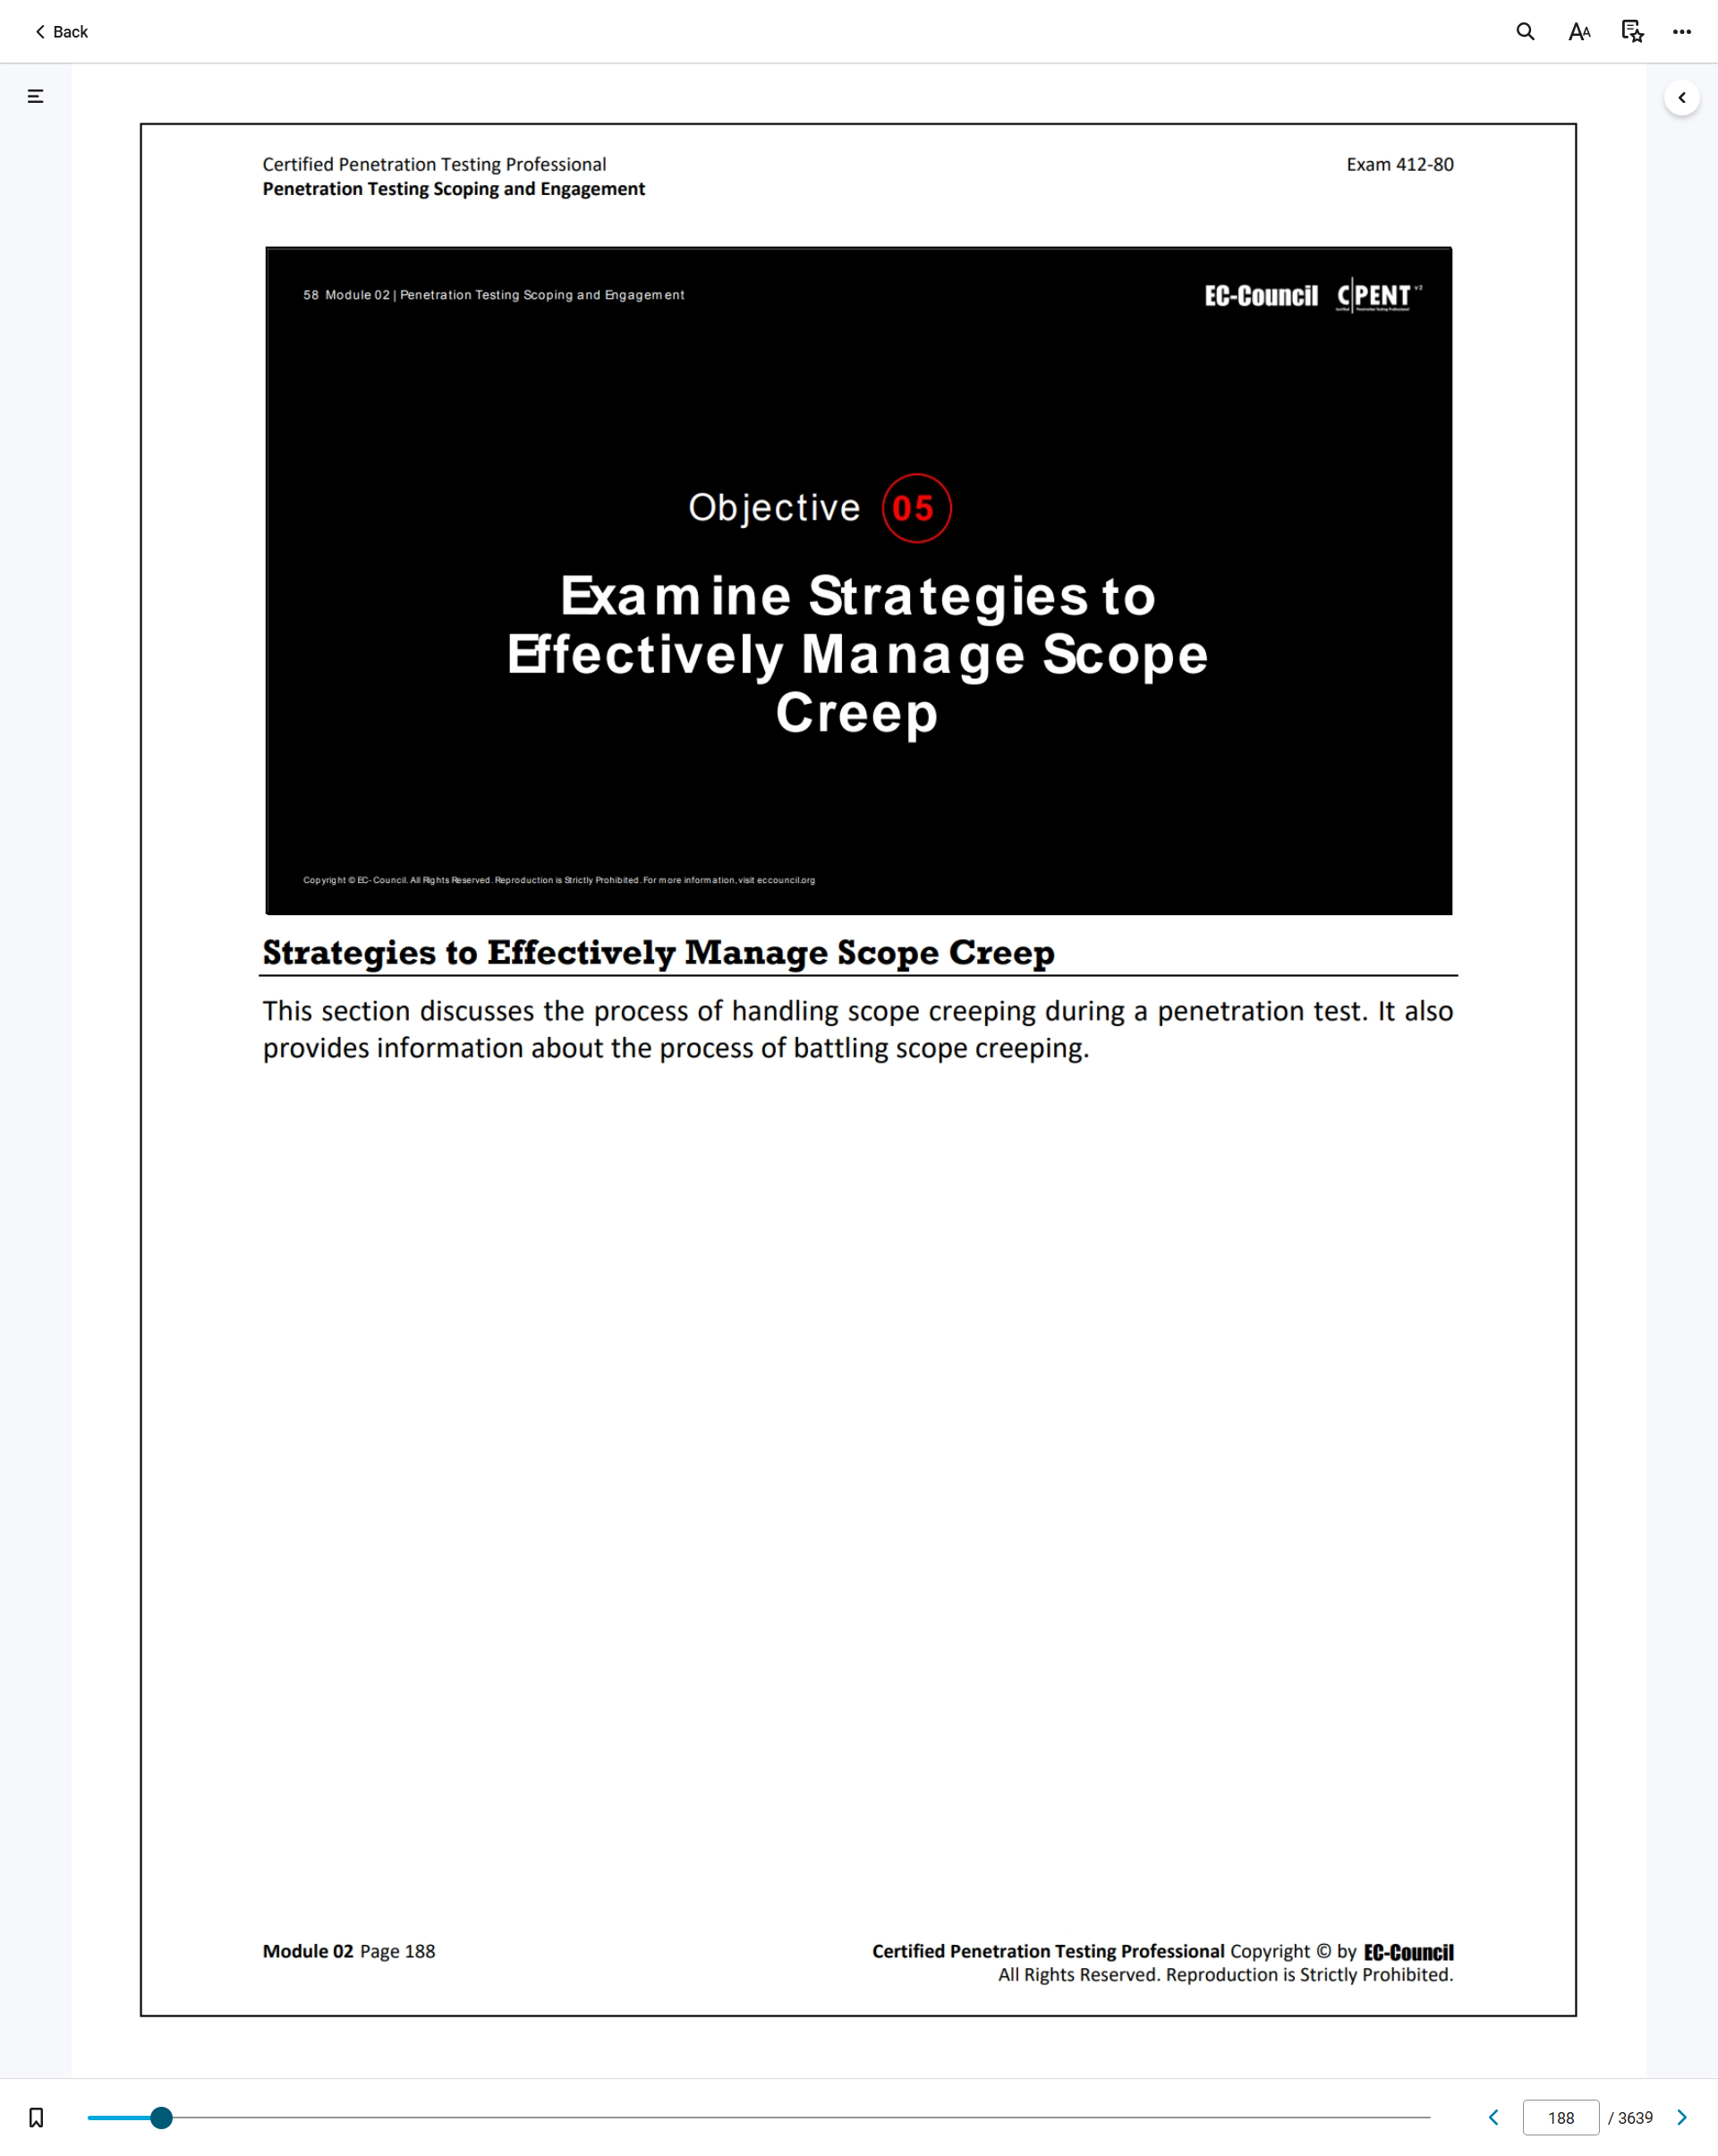 Back
Certified Penetration Testing Professional
Exam 412-80
Penetration Testing Scoping and Engagement
58 Module 02 | Penetration Testing Scoping and Engagement
EC-Council C|PENT v2
Objective 05
Examine Strategies to
Effectively Manage Scope
Creep
Copyright © EC-Council. All Rights Reserved. Reproduction is Strictly Prohibited. For more information, visit eccouncil.org
Strategies to Effectively Manage Scope Creep
This section discusses the process of handling scope creeping during a penetration test. It also
provides information about the process of battling scope creeping.
Module 02 Page 188
Certified Penetration Testing Professional Copyright © by EC-Council
All Rights Reserved. Reproduction is Strictly Prohibited.
188 / 3639